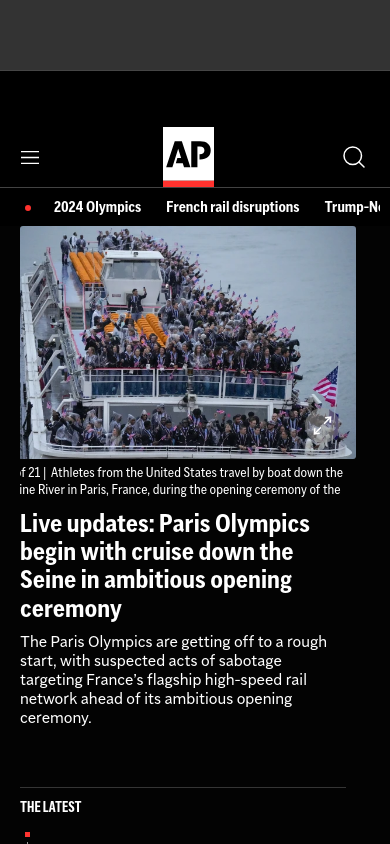 AP
2024 Olympics French rail disruptions
of 21 | Athletes from the United States travel by boat down the
River in Paris, France, during the opening ceremony of the
Live updates: Paris Olympics
begin with cruise down the
Seine in ambitious opening
ceremony
The Paris Olympics are getting off to a rough
start, with suspected acts of sabotage
targeting France’s flagship high-speed rail
network ahead of its ambitious opening
ceremony.
THE LATEST